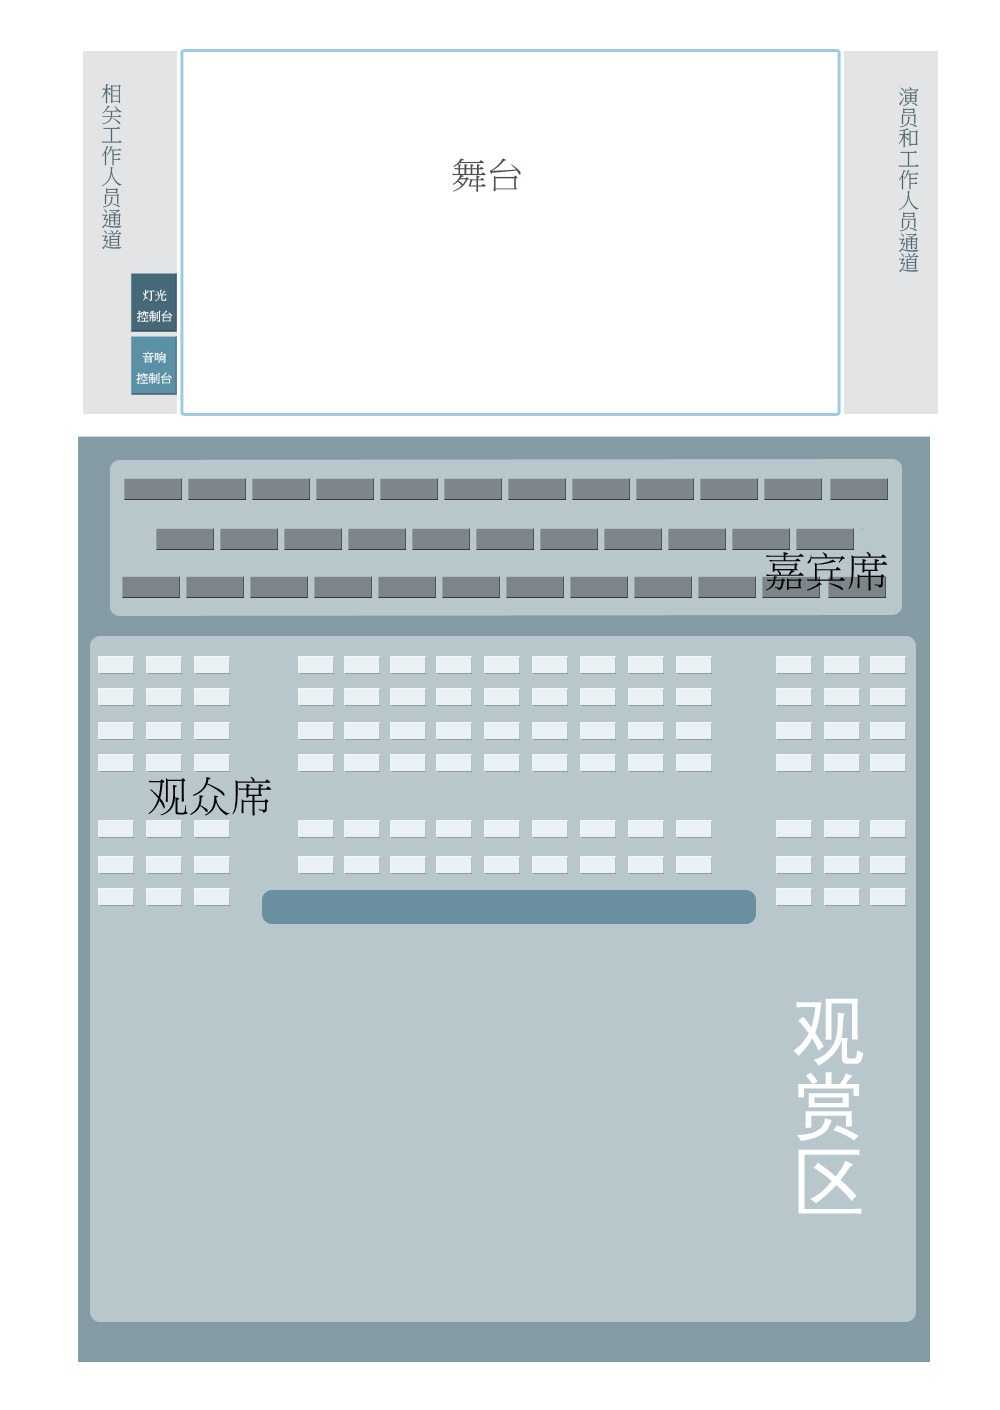 相关工作人员通道
舞台
演员和工作人员通道
灯光
控制台
音响
控制台
嘉宾席
观众席
观赏区